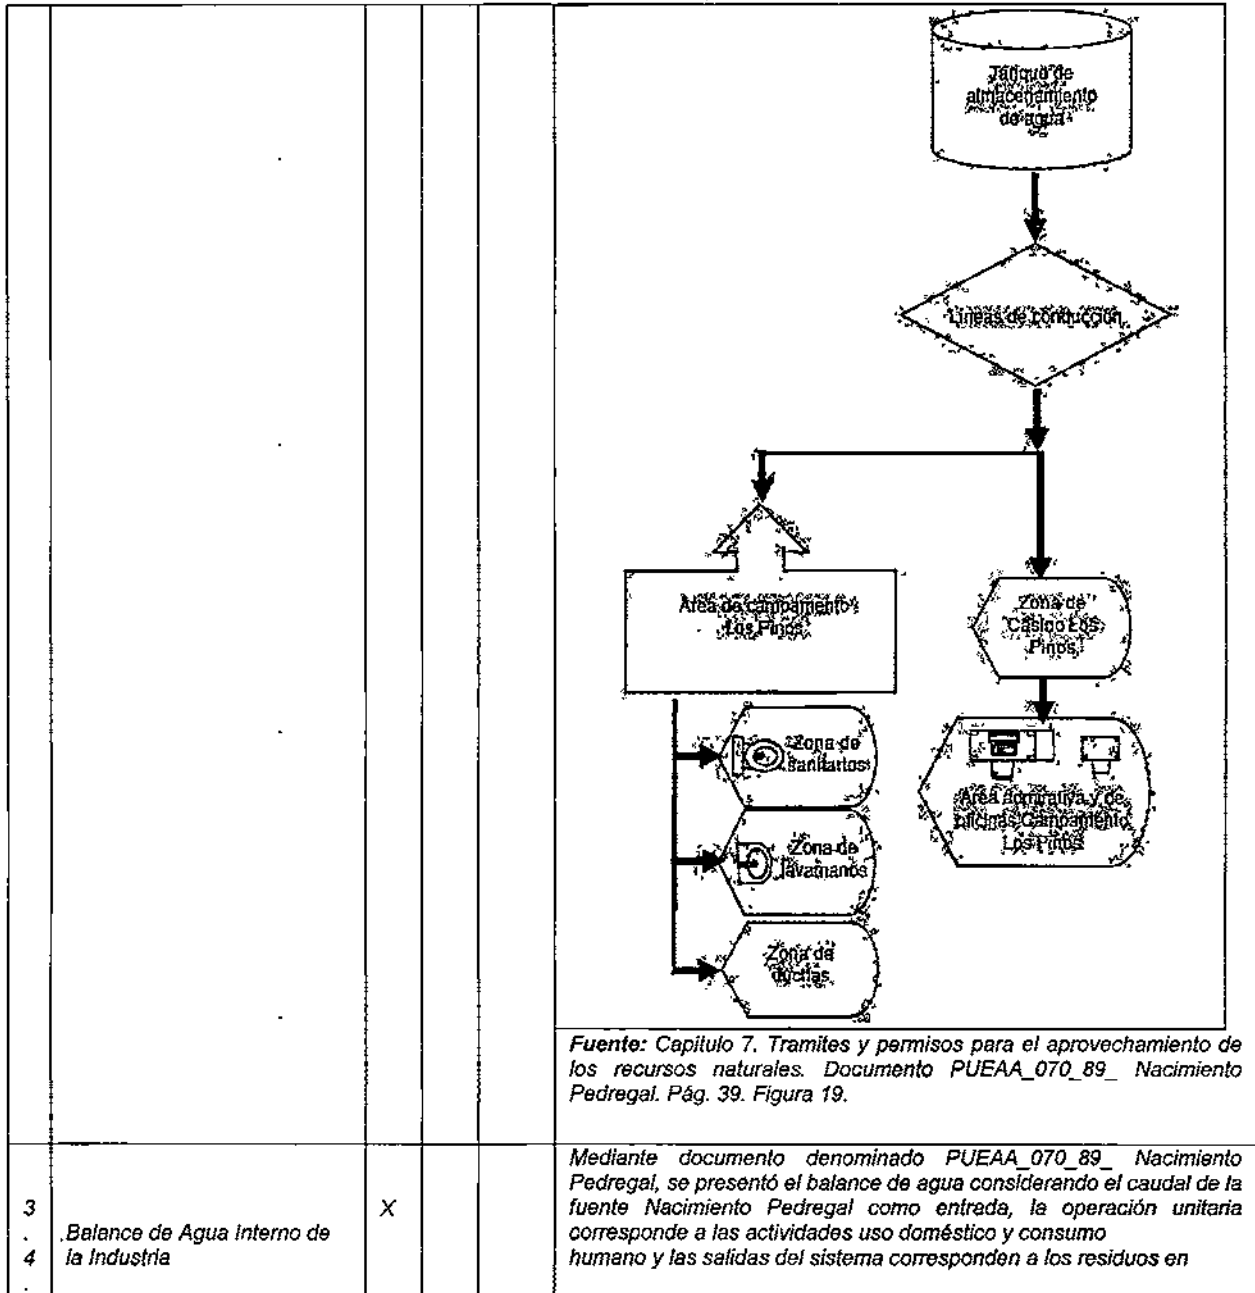 Tanque de
almacenamiento
de agua
Líneas de conducción
Área de campamento
Los Pinos
Zona de
Casino Los
Pinos
Zona de
sanitarios
Área admirativa y de
oficinas Campamento
Los Pinos
Zona de
lavamanos
Zona de
duchas
Fuente: Capitulo 7. Tramites y permisos para el aprovechamiento de
los recursos naturales. Documento PUEAA_070_89_ Nacimiento
Pedregal. Pág. 39. Figura 19.
3
.
4
.
Balance de Agua Interno de
la Industria
X
Mediante documento denominado PUEAA_070_89_ Nacimiento
Pedregal, se presentó el balance de agua considerando el caudal de la
fuente Nacimiento Pedregal como entrada, la operación unitaria
corresponde a las actividades uso doméstico y consumo
humano y las salidas del sistema corresponden a los residuos en